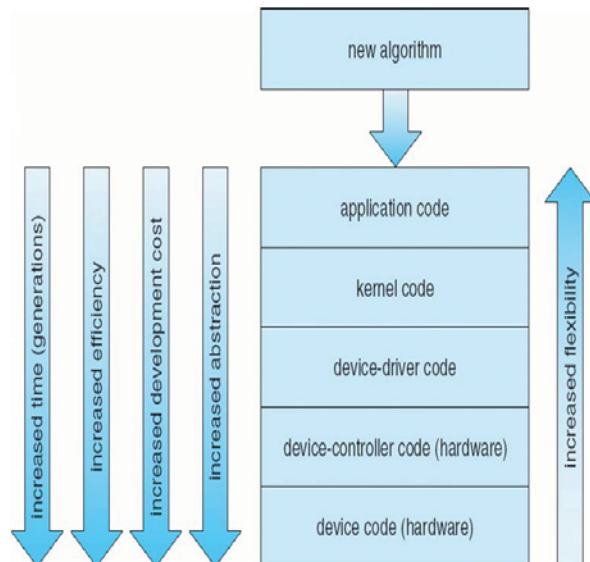 new algorithm
application code
kernel code
device-driver code
device-controller code (hardware)
device code (hardware)
increased time (generations)
increased efficiency
increased development cost
increased abstraction
increased flexibility